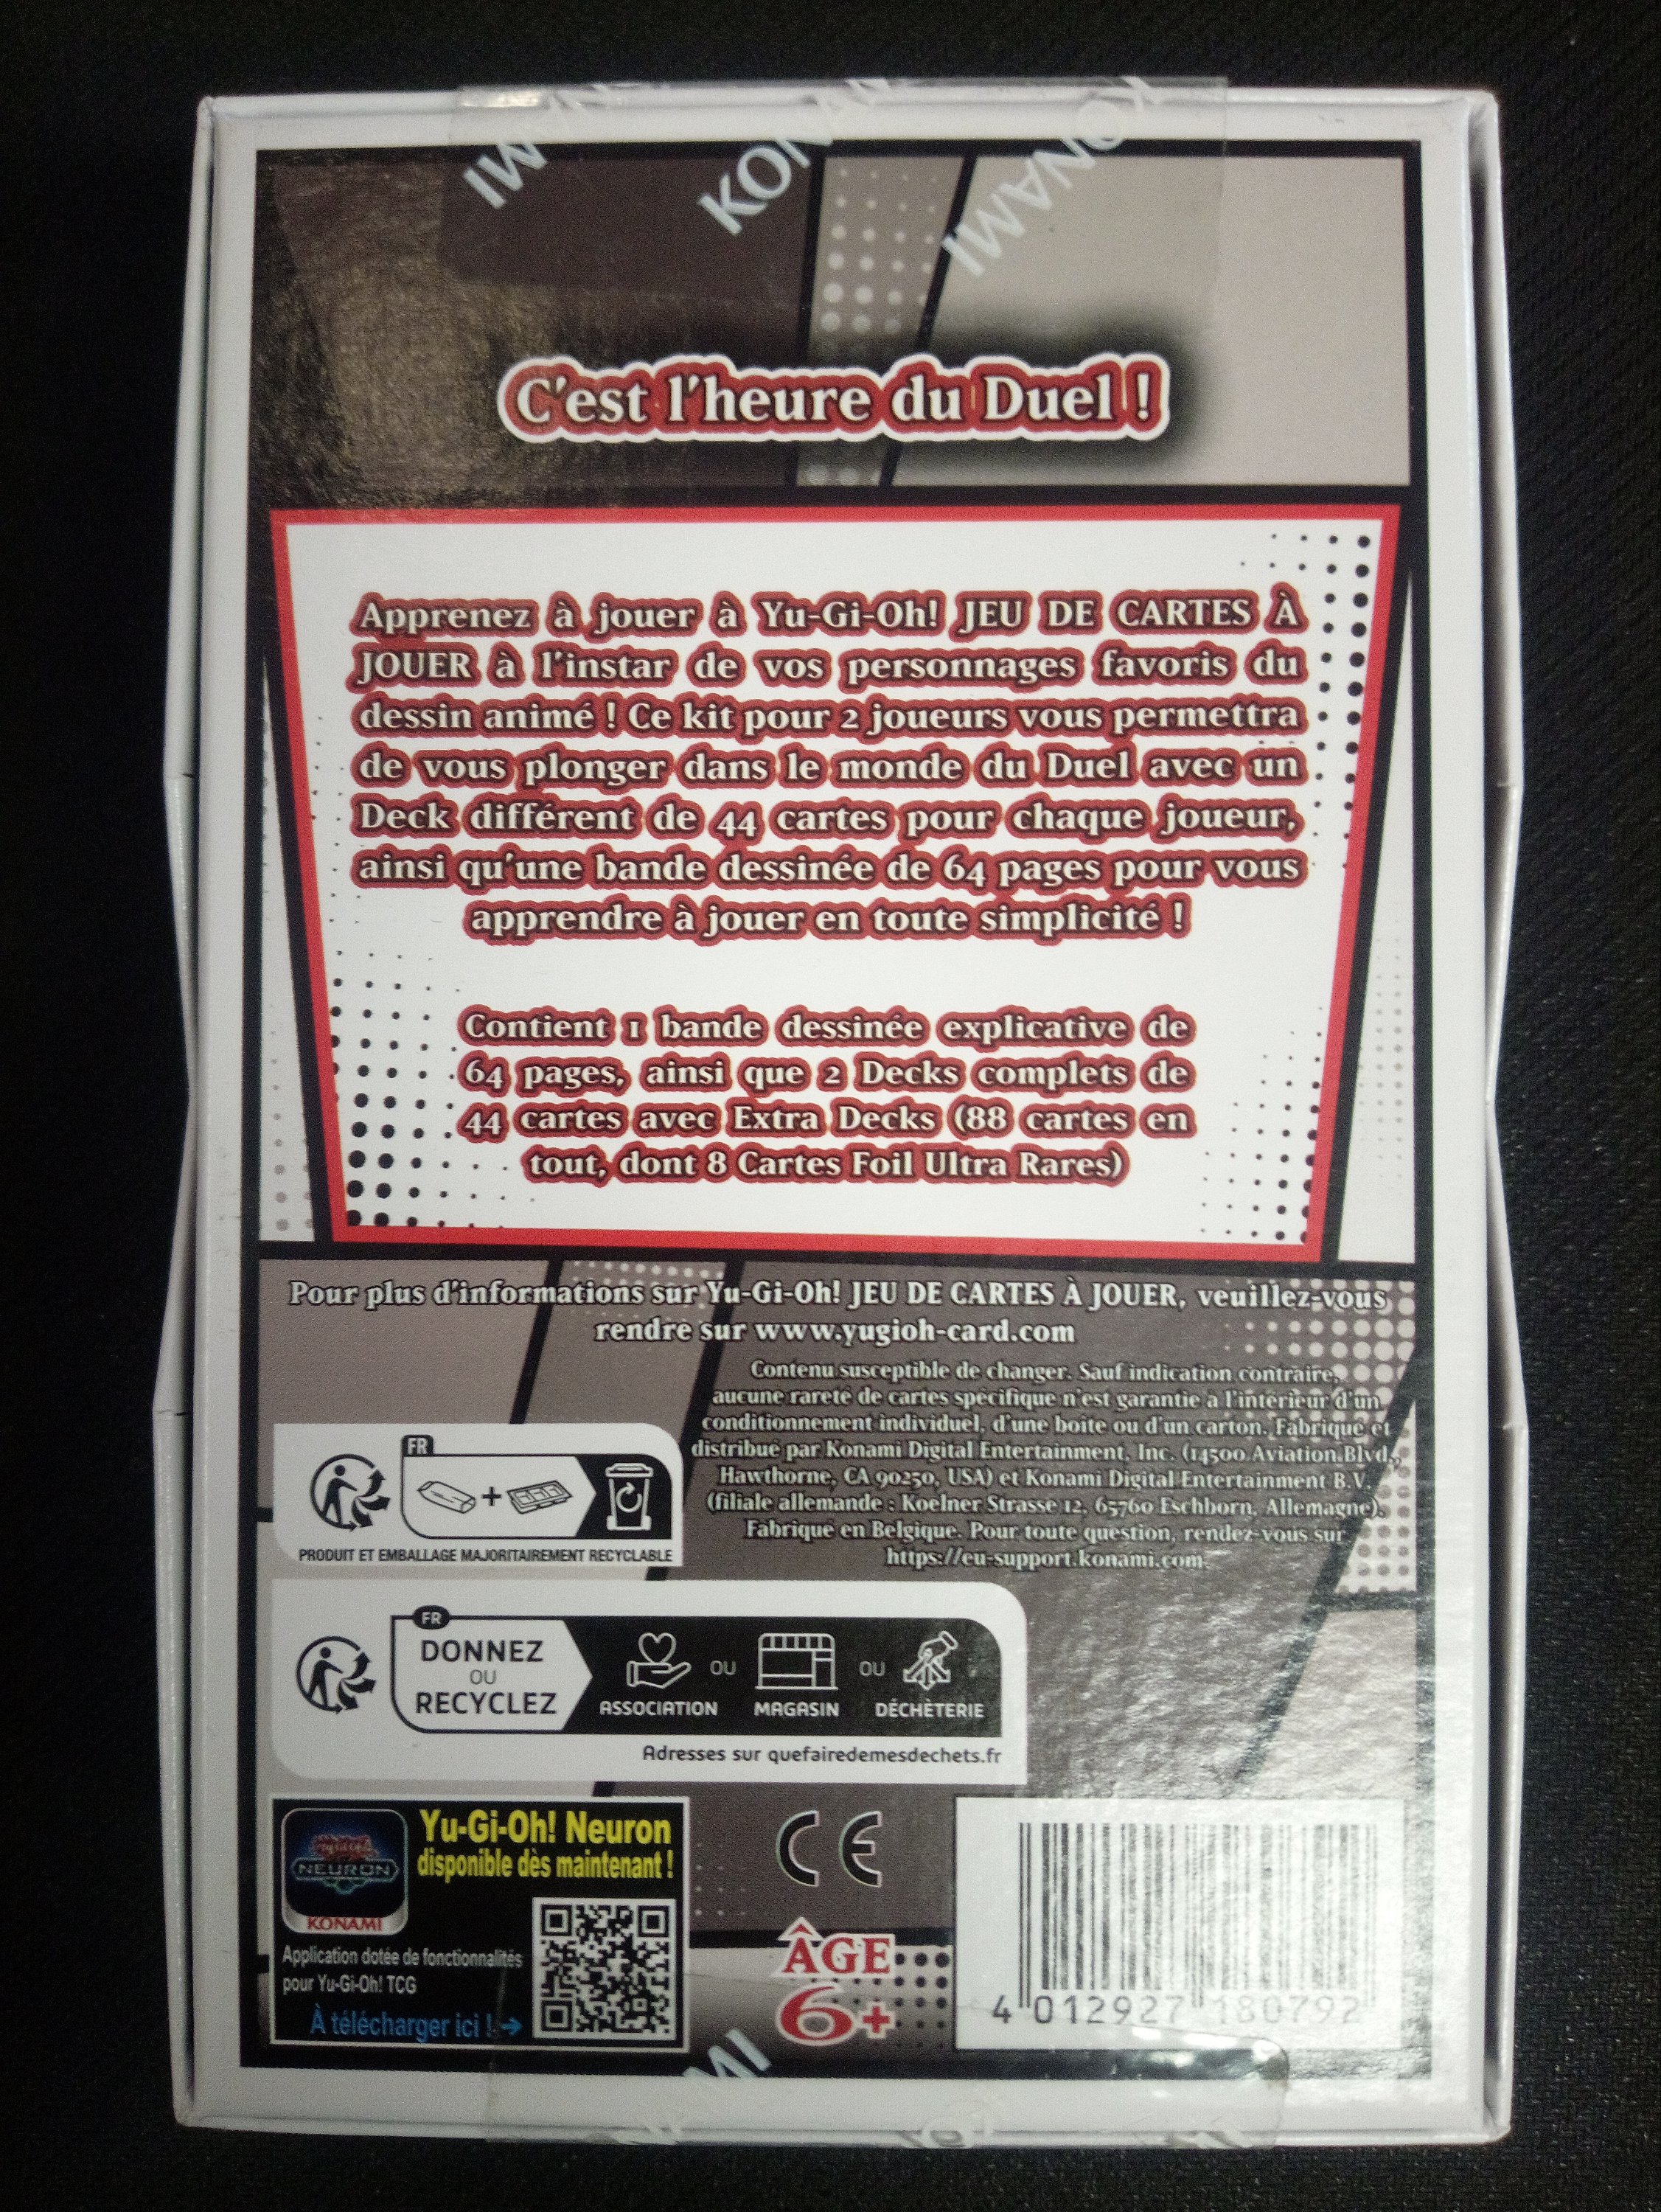 KONAMI
C'est l'heure du Duel !
Apprenez à jouer à Yu-Gi-Oh! JEU DE CARTES À
JOUER à l'instar de vos personnages favoris du
dessin animé ! Ce kit pour 2 joueurs vous permettra
de vous plonger dans le monde du Duel avec un
Deck différent de 44 cartes pour chaque joueur,
ainsi qu'une bande dessinée de 64 pages pour vous
apprendre à jouer en toute simplicité !
Contient 1 bande dessinée explicative de
64 pages, ainsi que 2 Decks complets de
44 cartes avec Extra Decks (88 cartes en
tout, dont 8 Cartes Foil Ultra Rares)
Pour plus d'informations sur Yu-Gi-Oh! JEU DE CARTES À JOUER, veuillez-vous
rendre sur www.yugioh-card.com
Contenu susceptible de changer. Sauf indication contraire,
aucune rareté de cartes spécifique n'est garantie à l'intérieur d'un
conditionnement individuel, d'une boîte ou d'un carton. Fabriqué et
distribué par Konami Digital Entertainment, Inc. (14500 Aviation Blvd.,
Hawthorne, CA 90250, USA) et Konami Digital Entertainment B.V.
(filiale allemande : Koelner Strasse 12, 65760 Eschborn, Allemagne).
Fabriqué en Belgique. Pour toute question, rendez-vous sur
https://eu-support.konami.com.
FR
PRODUIT ET EMBALLAGE MAJORITAIREMENT RECYCLABLE
FR
DONNEZ
OU
RECYCLEZ
ASSOCIATION OU MAGASIN OU DÉCHÈTERIE
Adresses sur quefairedemesdechets.fr
NEURON
KONAMI
Yu-Gi-Oh! Neuron
disponible dès maintenant !
Application dotée de fonctionnalités
pour Yu-Gi-Oh! TCG
À télécharger ici ! →
CE
ÂGE
6+
4 012927 180792